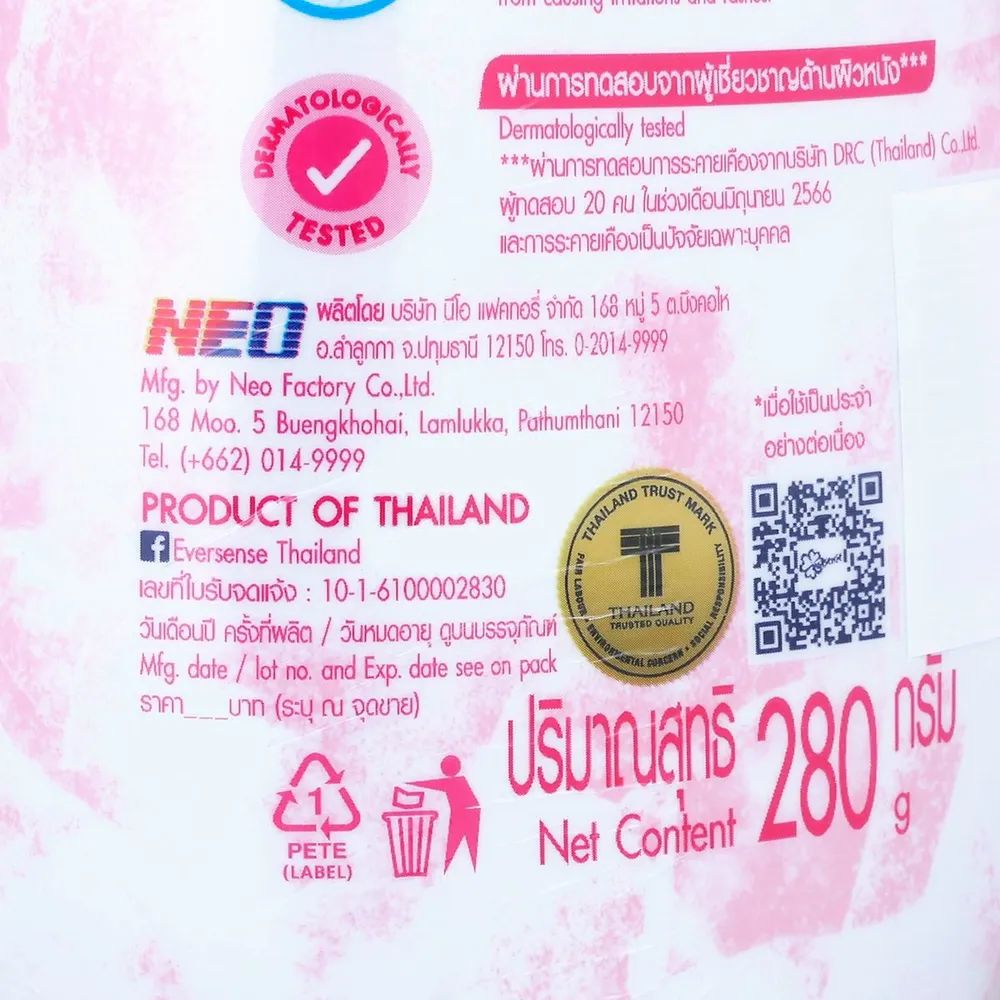 from causing irritations and rashes.
ผ่านการทดสอบจากผู้เชี่ยวชาญด้านผิวหนัง***
Dermatologically tested
***ผ่านการทดสอบการระคายเคืองจากบริษัท DRC (Thailand) Co.,Ltd.
ผู้ทดสอบ 20 คน ในช่วงเดือนมิถุนายน 2566
และการระคายเคืองเป็นปัจจัยเฉพาะบุคคล
DERMATOLOGICALLY
TESTED
NEO
ผลิตโดย บริษัท นีโอ แฟคทอรี่ จำกัด 168 หมู่ 5 ต.บึงคอไห
อ.ลำลูกกา จ.ปทุมธานี 12150 โทร. 0-2014-9999
Mfg. by Neo Factory Co.,Ltd.
168 Moo. 5 Buengkhohai, Lamlukka, Pathumthani 12150
Tel. (+662) 014-9999
PRODUCT OF THAILAND
Eversense Thailand
เลขที่ใบรับจดแจ้ง : 10-1-6100002830
วันเดือนปี ครั้งที่ผลิต / วันหมดอายุ ดูบนบรรจุภัณฑ์
Mfg. date / lot no. and Exp. date see on pack
ราคา___บาท (ระบุ ณ จุดขาย)
*เมื่อใช้เป็นประจำ
อย่างต่อเนื่อง
THAILAND TRUST MARK
THAILAND
TRUSTED QUALITY
FAIR LABOUR • ENVIRONMENTAL CONCERN • SOCIAL RESPONSIBILITY
1
PETE
(LABEL)
ปริมาณสุทธิ 280 กรัม
Net Content g